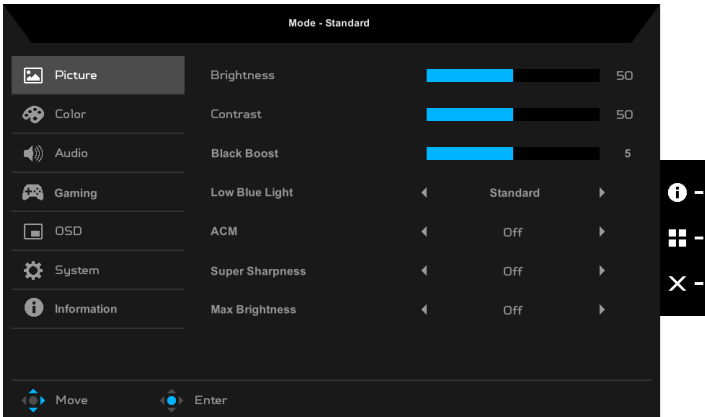 Mode - Standard
Picture
Color
Audio
Gaming
OSD
System
Information
Brightness 50
Contrast 50
Black Boost 5
Low Blue Light Standard
ACM Off
Super Sharpness Off
Max Brightness Off
Move Enter